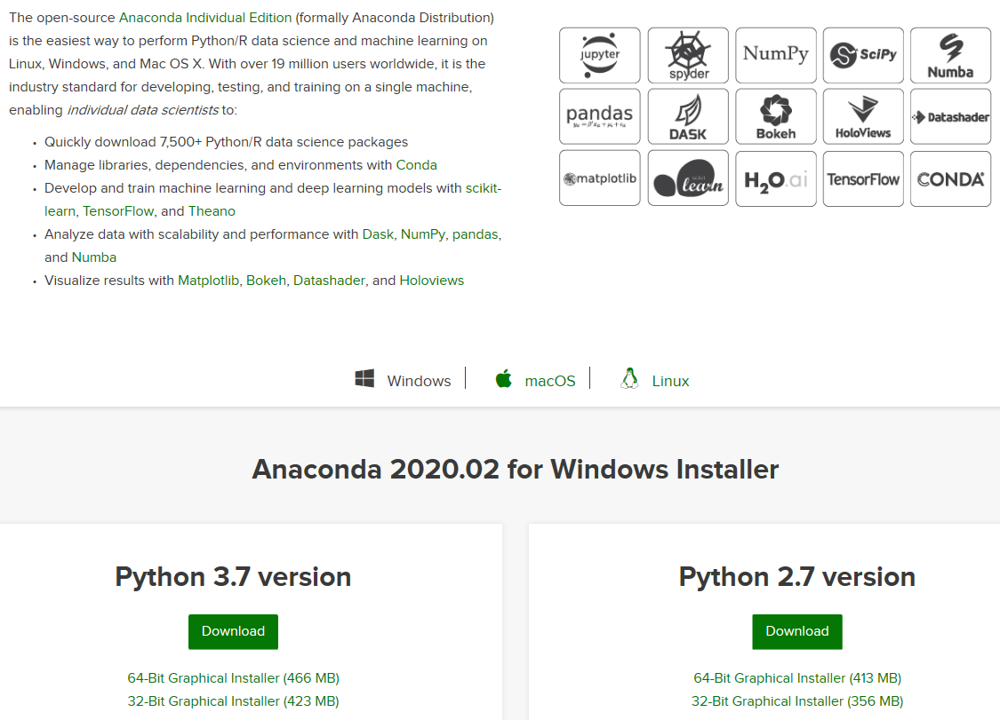 The open-source Anaconda Individual Edition (formally Anaconda Distribution)
is the easiest way to perform Python/R data science and machine learning on
Linux, Windows, and Mac OS X. With over 19 million users worldwide, it is the
industry standard for developing, testing, and training on a single machine,
enabling individual data scientists to:
• Quickly download 7,500+ Python/R data science packages
• Manage libraries, dependencies, and environments with Conda
• Develop and train machine learning and deep learning models with scikit-
learn, TensorFlow, and Theano
• Analyze data with scalability and performance with Dask, NumPy, pandas,
and Numba
• Visualize results with Matplotlib, Bokeh, Datashader, and Holoviews
jupyter
spyder
NumPy
SciPy
Numba
pandas
DASK
Bokeh
HoloViews
Datashader
matplotlib
scikit
learn
H2O.ai
TensorFlow
CONDA
Windows
macOS
Linux
Anaconda 2020.02 for Windows Installer
Python 3.7 version
Download
64-Bit Graphical Installer (466 MB)
32-Bit Graphical Installer (423 MB)
Python 2.7 version
Download
64-Bit Graphical Installer (413 MB)
32-Bit Graphical Installer (356 MB)